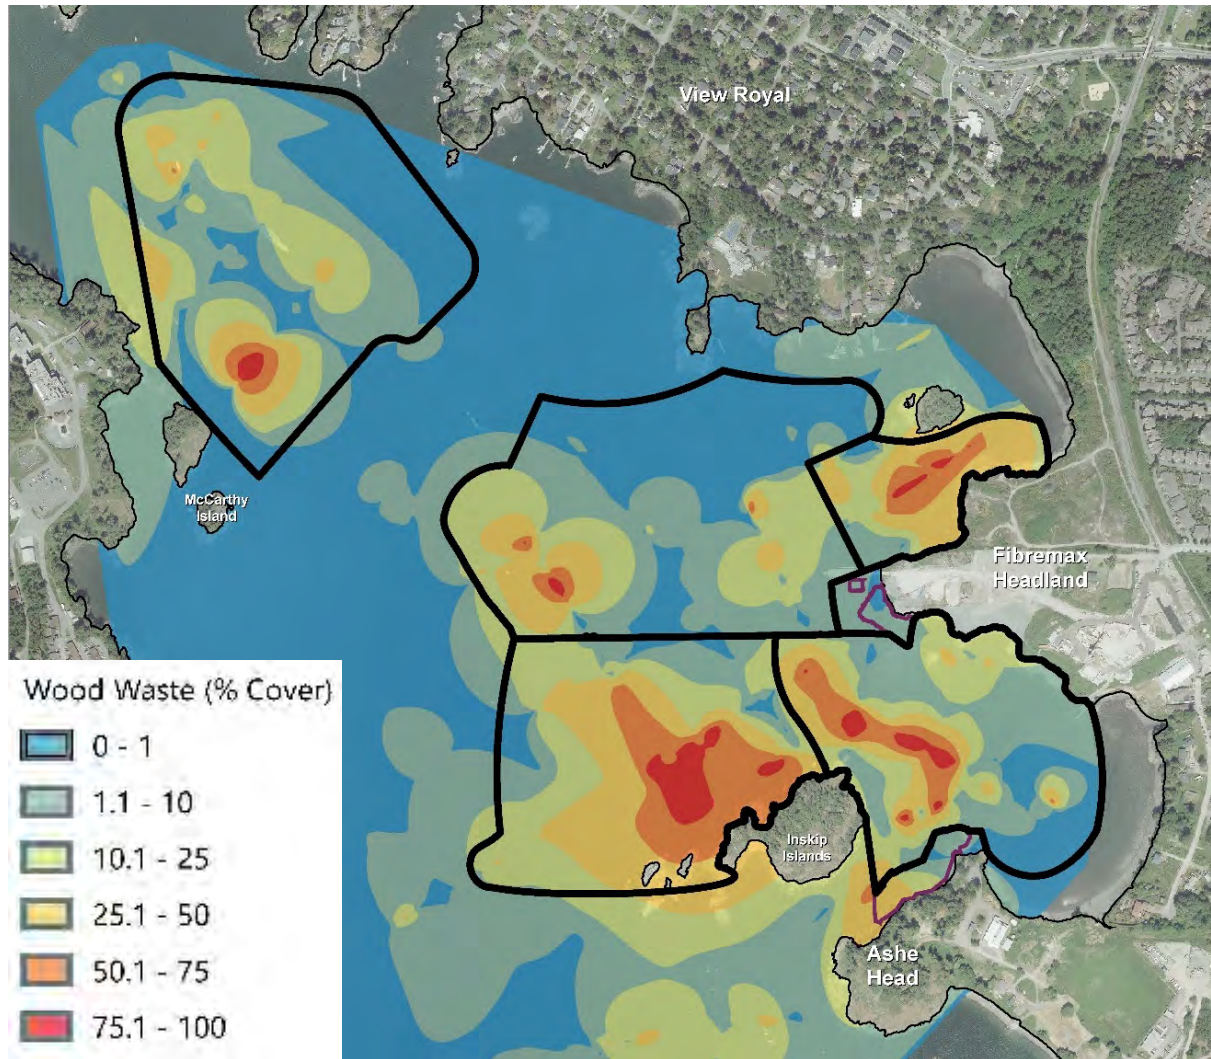 View Royal
McCarthy
Island
Fibremax
Headland
Inskip
Islands
Ashe
Head
Wood Waste (% Cover)
0 - 1
1.1 - 10
10.1 - 25
25.1 - 50
50.1 - 75
75.1 - 100